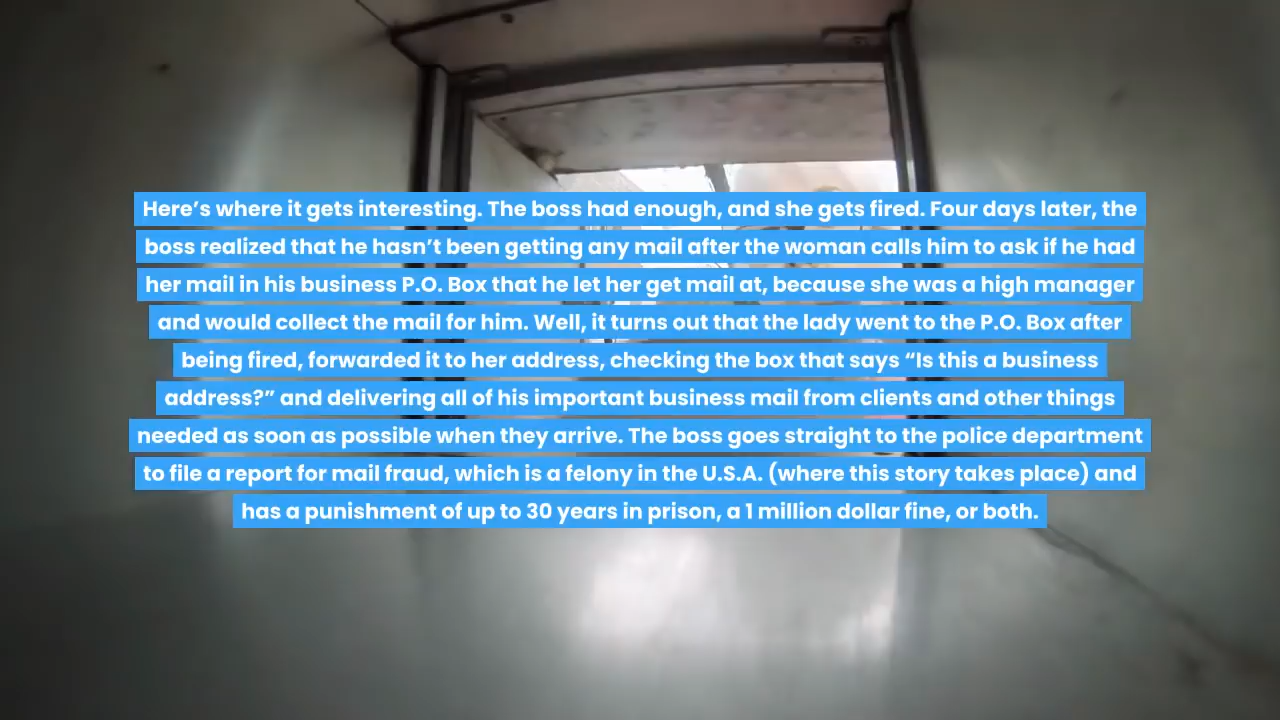 Here’s where it gets interesting. The boss had enough, and she gets fired. Four days later, the
boss realized that he hasn’t been getting any mail after the woman calls him to ask if he had
her mail in his business P.O. Box that he let her get mail at, because she was a high manager
and would collect the mail for him. Well, it turns out that the lady went to the P.O. Box after
being fired, forwarded it to her address, checking the box that says “Is this a business
address?” and delivering all of his important business mail from clients and other things
needed as soon as possible when they arrive. The boss goes straight to the police department
to file a report for mail fraud, which is a felony in the U.S.A. (where this story takes place) and
has a punishment of up to 30 years in prison, a 1 million dollar fine, or both.